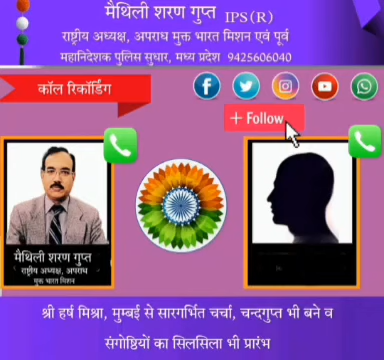 मैथिली शरण गुप्त IPS(R)
राष्ट्रीय अध्यक्ष, अपराध मुक्त भारत मिशन एवं पूर्व
महानिदेशक पुलिस सुधार, मध्य प्रदेश 9425606040
कॉल रिकॉर्डिंग
+ Follow
मैथिली शरण गुप्त
राष्ट्रीय अध्यक्ष, अपराध
मुक्त भारत मिशन
श्री हर्ष मिश्रा, मुम्बई से सारगर्भित चर्चा, चन्दगुप्त भी बने व
संगोष्ठियों का सिलसिला भी प्रारंभ